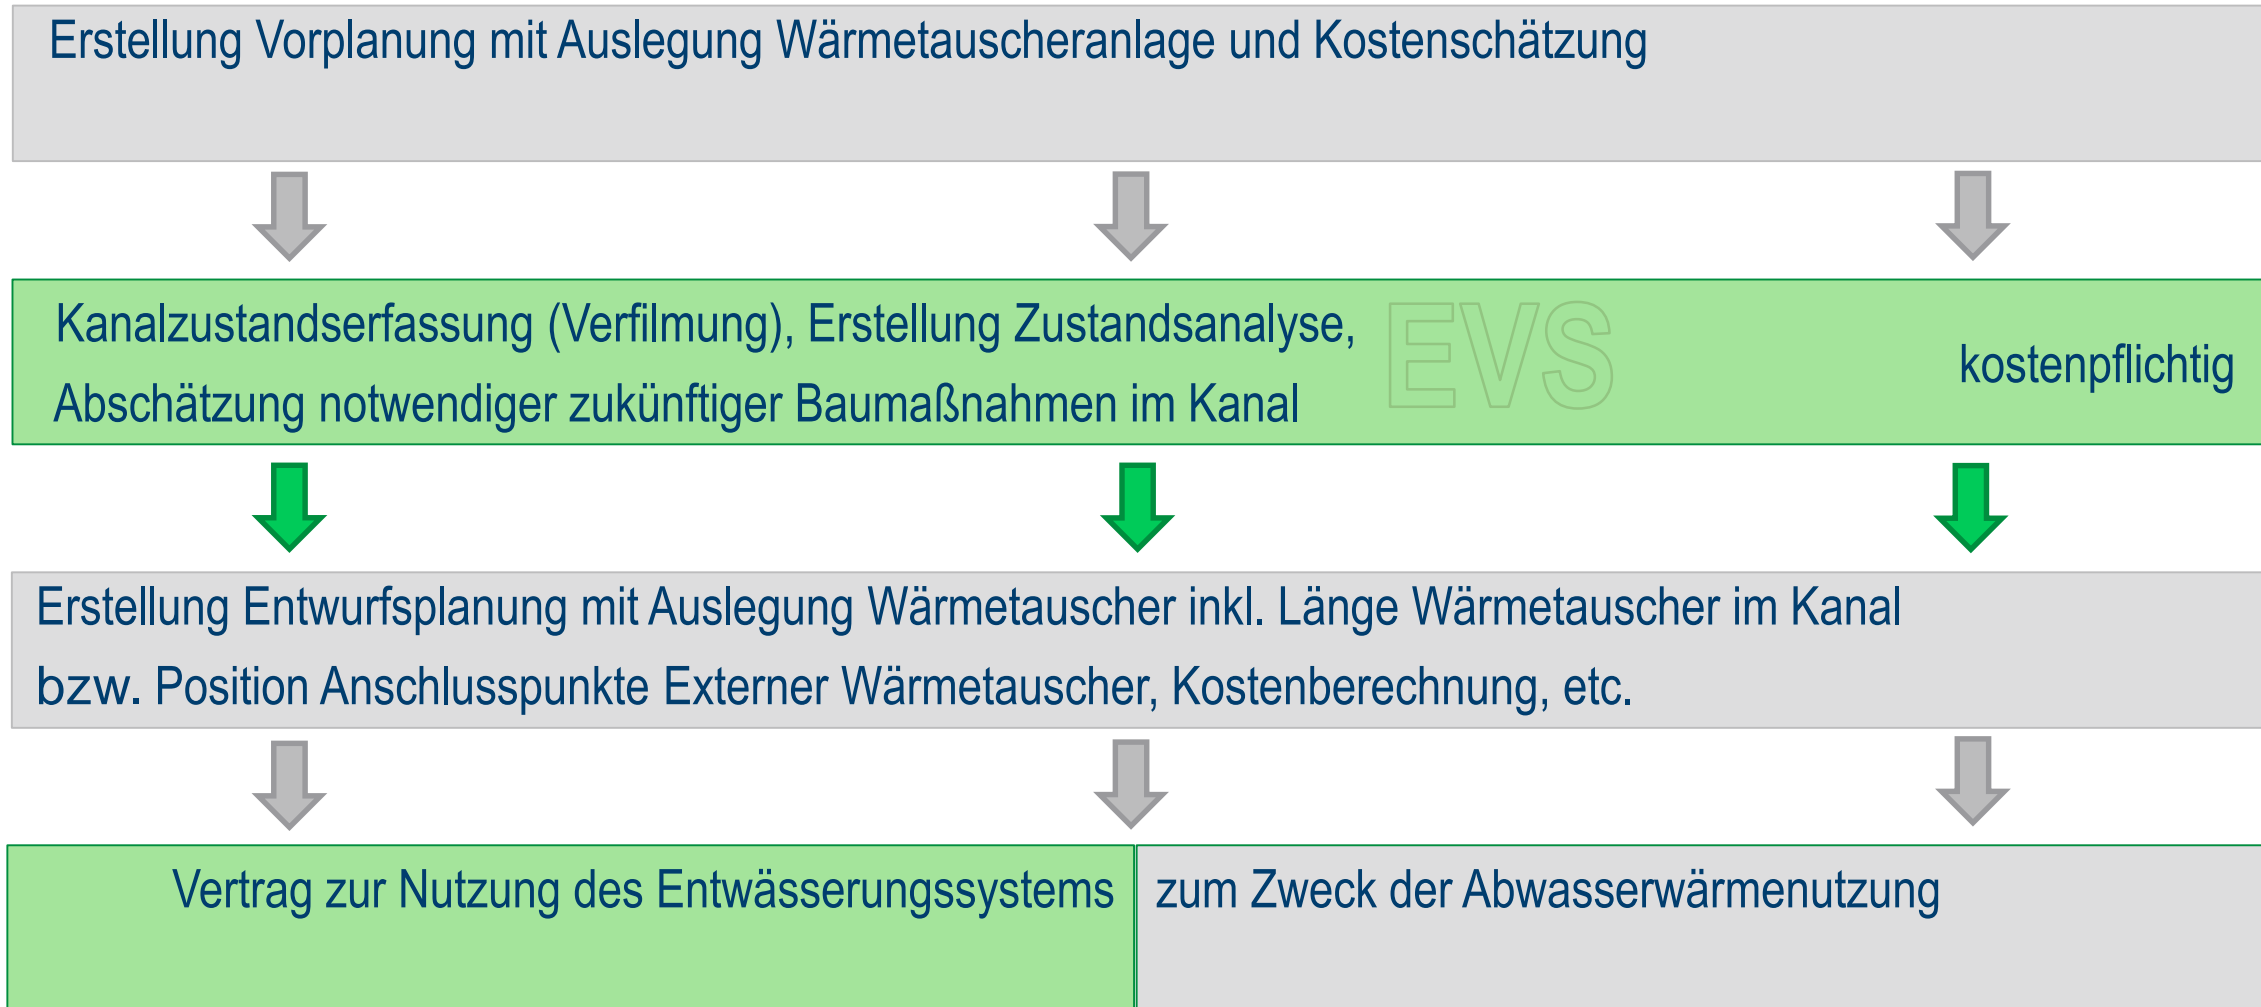 Erstellung Vorplanung mit Auslegung Wärmetauscheranlage und Kostenschätzung
Kanalzustandserfassung (Verfilmung), Erstellung Zustandsanalyse,
Abschätzung notwendiger zukünftiger Baumaßnahmen im Kanal
EVS
kostenpflichtig
Erstellung Entwurfsplanung mit Auslegung Wärmetauscher inkl. Länge Wärmetauscher im Kanal
bzw. Position Anschlusspunkte Externer Wärmetauscher, Kostenberechnung, etc.
Vertrag zur Nutzung des Entwässerungssystems zum Zweck der Abwasserwärmenutzung